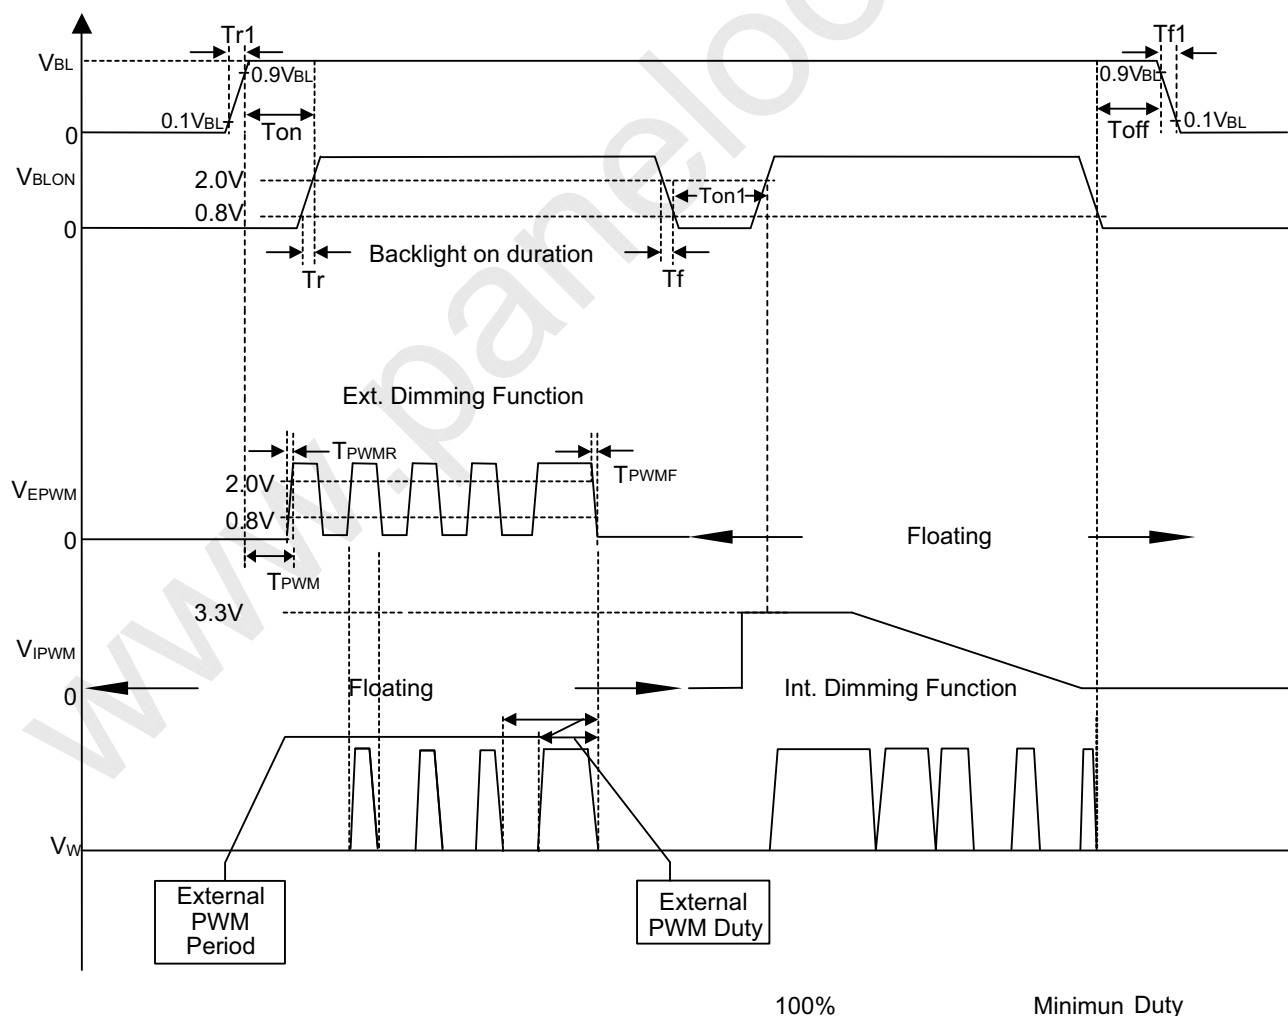 Tr1
Tf1
VBL
0.9VBL
0.9VBL
0.1VBL
Ton
Toff
0.1VBL
0
VBLON
2.0V
Ton1
0.8V
0
Backlight on duration
Tr
Tf
Ext. Dimming Function
TPWMR
TPWMF
VEPWM
2.0V
0.8V
0
Floating
TPWM
3.3V
VIPWM
0
Floating
Int. Dimming Function
VW
External
PWM
Period
External
PWM Duty
100%
Minimun Duty
www.paneloo